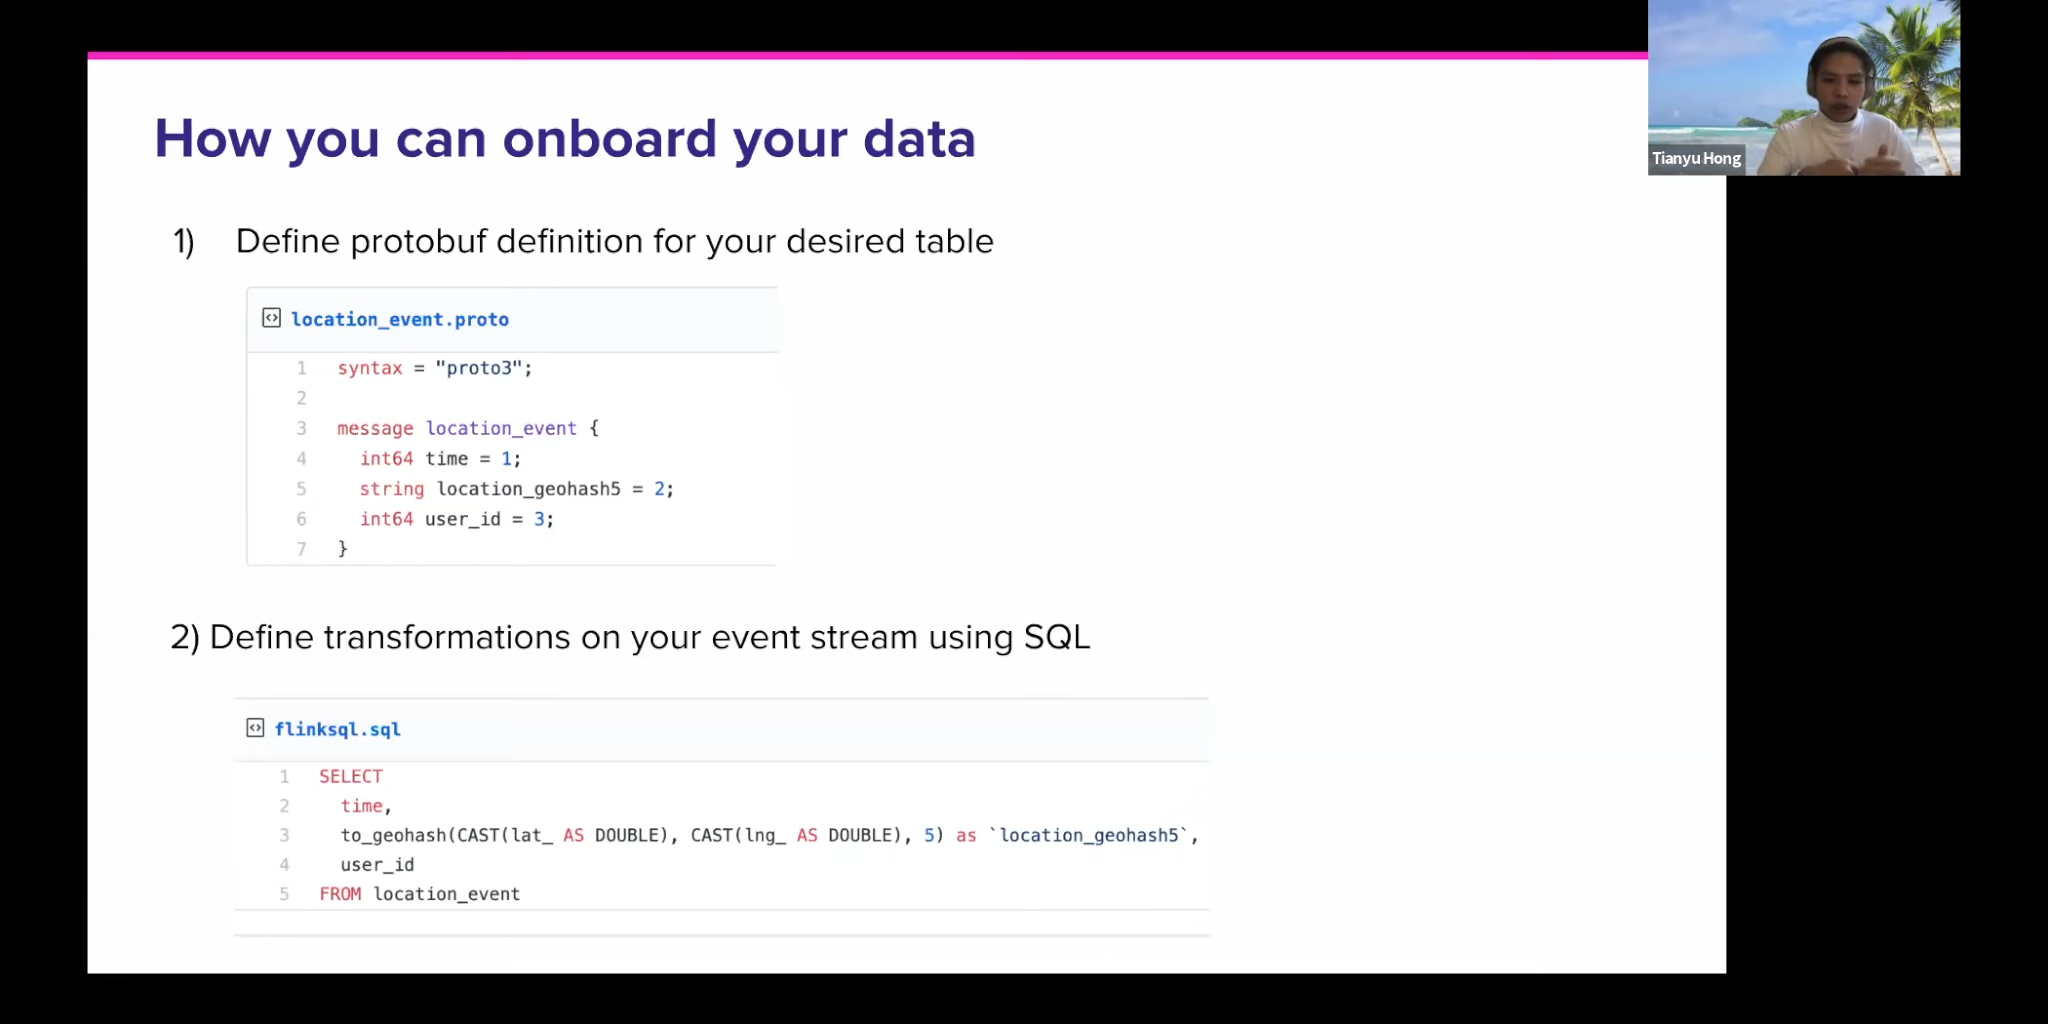 How you can onboard your data
Tianyu Hong
1) Define protobuf definition for your desired table
location_event.proto
1 syntax = "proto3";
2
3 message location_event {
4 int64 time = 1;
5 string location_geohash5 = 2;
6 int64 user_id = 3;
7 }
2) Define transformations on your event stream using SQL
flinksql.sql
1 SELECT
2 time,
3 to_geohash(CAST(lat_ AS DOUBLE), CAST(lng_ AS DOUBLE), 5) as `location_geohash5`,
4 user_id
5 FROM location_event